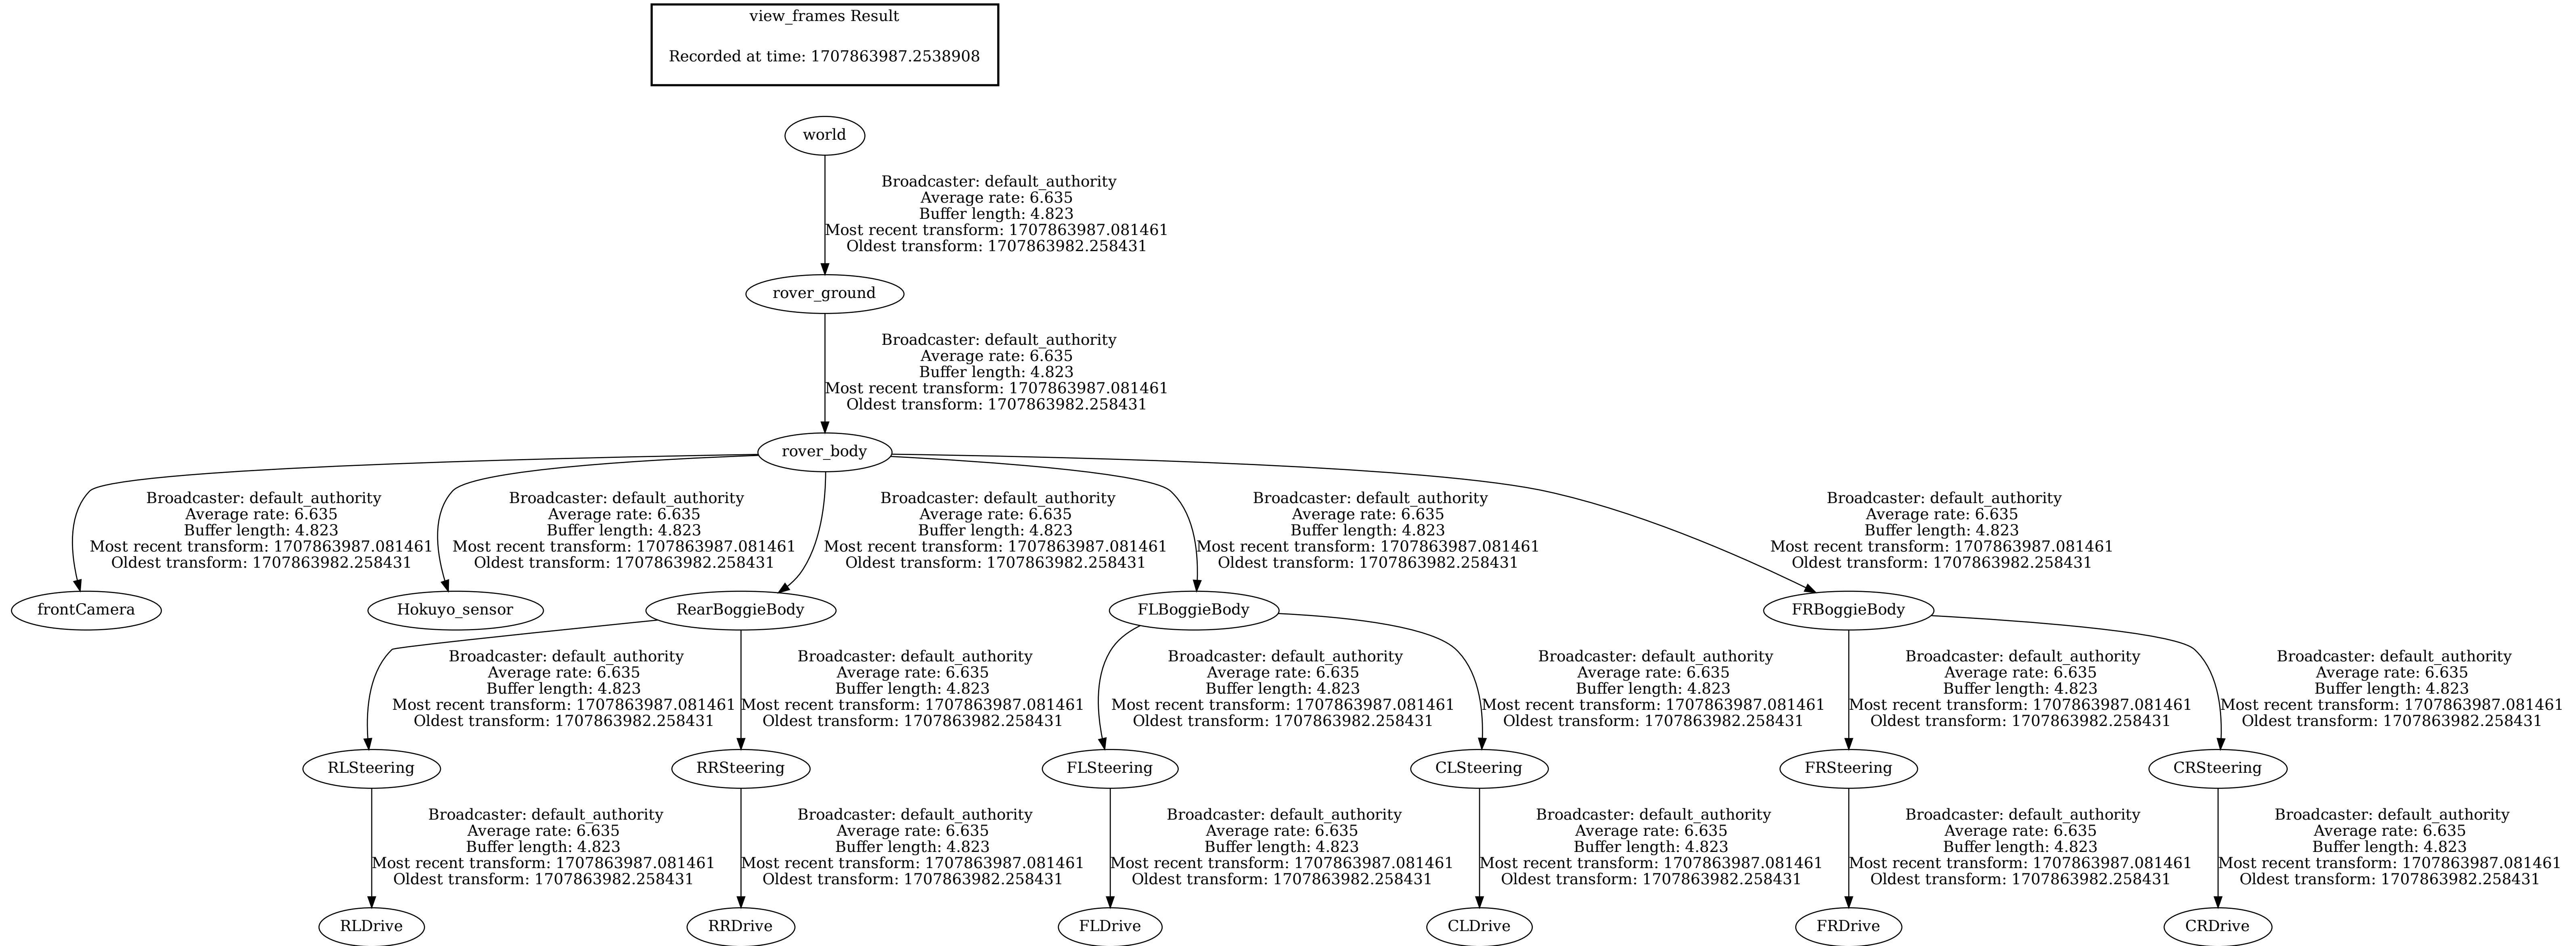 view_frames Result
Recorded at time: 1707863987.2538908
world
Broadcaster: default_authority
Average rate: 6.635
Buffer length: 4.823
Most recent transform: 1707863987.081461
Oldest transform: 1707863982.258431
rover_ground
Broadcaster: default_authority
Average rate: 6.635
Buffer length: 4.823
Most recent transform: 1707863987.081461
Oldest transform: 1707863982.258431
rover_body
Broadcaster: default_authority
Average rate: 6.635
Buffer length: 4.823
Most recent transform: 1707863987.081461
Oldest transform: 1707863982.258431
Broadcaster: default_authority
Average rate: 6.635
Buffer length: 4.823
Most recent transform: 1707863987.081461
Oldest transform: 1707863982.258431
Broadcaster: default_authority
Average rate: 6.635
Buffer length: 4.823
Most recent transform: 1707863987.081461
Oldest transform: 1707863982.258431
Broadcaster: default_authority
Average rate: 6.635
Buffer length: 4.823
Most recent transform: 1707863987.081461
Oldest transform: 1707863982.258431
Broadcaster: default_authority
Average rate: 6.635
Buffer length: 4.823
Most recent transform: 1707863987.081461
Oldest transform: 1707863982.258431
frontCamera
Hokuyo_sensor
RearBoggieBody
FLBoggieBody
FRBoggieBody
Broadcaster: default_authority
Average rate: 6.635
Buffer length: 4.823
Most recent transform: 1707863987.081461
Oldest transform: 1707863982.258431
Broadcaster: default_authority
Average rate: 6.635
Buffer length: 4.823
Most recent transform: 1707863987.081461
Oldest transform: 1707863982.258431
Broadcaster: default_authority
Average rate: 6.635
Buffer length: 4.823
Most recent transform: 1707863987.081461
Oldest transform: 1707863982.258431
Broadcaster: default_authority
Average rate: 6.635
Buffer length: 4.823
Most recent transform: 1707863987.081461
Oldest transform: 1707863982.258431
Broadcaster: default_authority
Average rate: 6.635
Buffer length: 4.823
Most recent transform: 1707863987.081461
Oldest transform: 1707863982.258431
Broadcaster: default_authority
Average rate: 6.635
Buffer length: 4.823
Most recent transform: 1707863987.081461
Oldest transform: 1707863982.258431
RLSteering
RRSteering
FLSteering
CLSteering
FRSteering
CRSteering
Broadcaster: default_authority
Average rate: 6.635
Buffer length: 4.823
Most recent transform: 1707863987.081461
Oldest transform: 1707863982.258431
Broadcaster: default_authority
Average rate: 6.635
Buffer length: 4.823
Most recent transform: 1707863987.081461
Oldest transform: 1707863982.258431
Broadcaster: default_authority
Average rate: 6.635
Buffer length: 4.823
Most recent transform: 1707863987.081461
Oldest transform: 1707863982.258431
Broadcaster: default_authority
Average rate: 6.635
Buffer length: 4.823
Most recent transform: 1707863987.081461
Oldest transform: 1707863982.258431
Broadcaster: default_authority
Average rate: 6.635
Buffer length: 4.823
Most recent transform: 1707863987.081461
Oldest transform: 1707863982.258431
Broadcaster: default_authority
Average rate: 6.635
Buffer length: 4.823
Most recent transform: 1707863987.081461
Oldest transform: 1707863982.258431
RLDrive
RRDrive
FLDrive
CLDrive
FRDrive
CRDrive